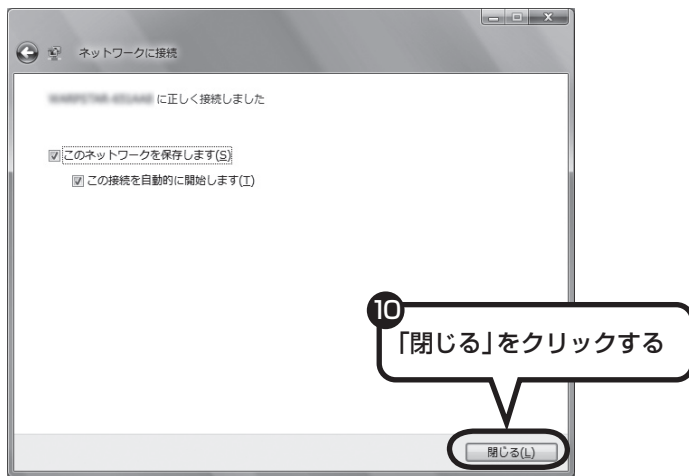 ネットワークに接続
に正しく接続しました
このネットワークを保存します(S)
この接続を自動的に開始します(T)
10
「閉じる」をクリックする
閉じる(L)